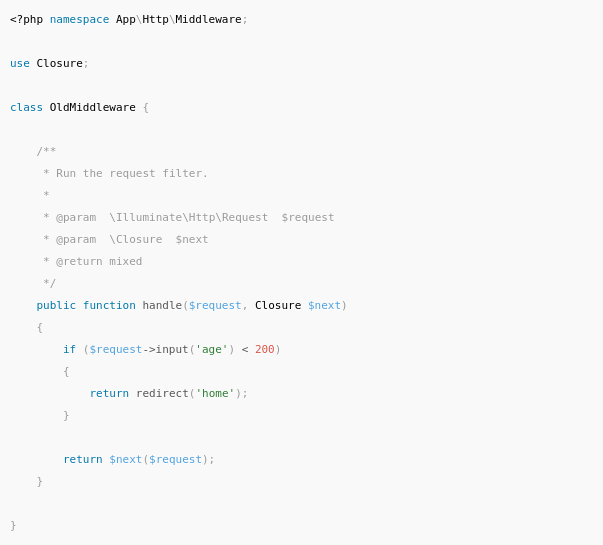 <?php namespace App\Http\Middleware;
use Closure;
class OldMiddleware {
    /**
     * Run the request filter.
     *
     * @param  \Illuminate\Http\Request  $request
     * @param  \Closure  $next
     * @return mixed
     */
    public function handle($request, Closure $next)
    {
        if ($request->input('age') < 200)
        {
            return redirect('home');
        }
        return $next($request);
    }
}